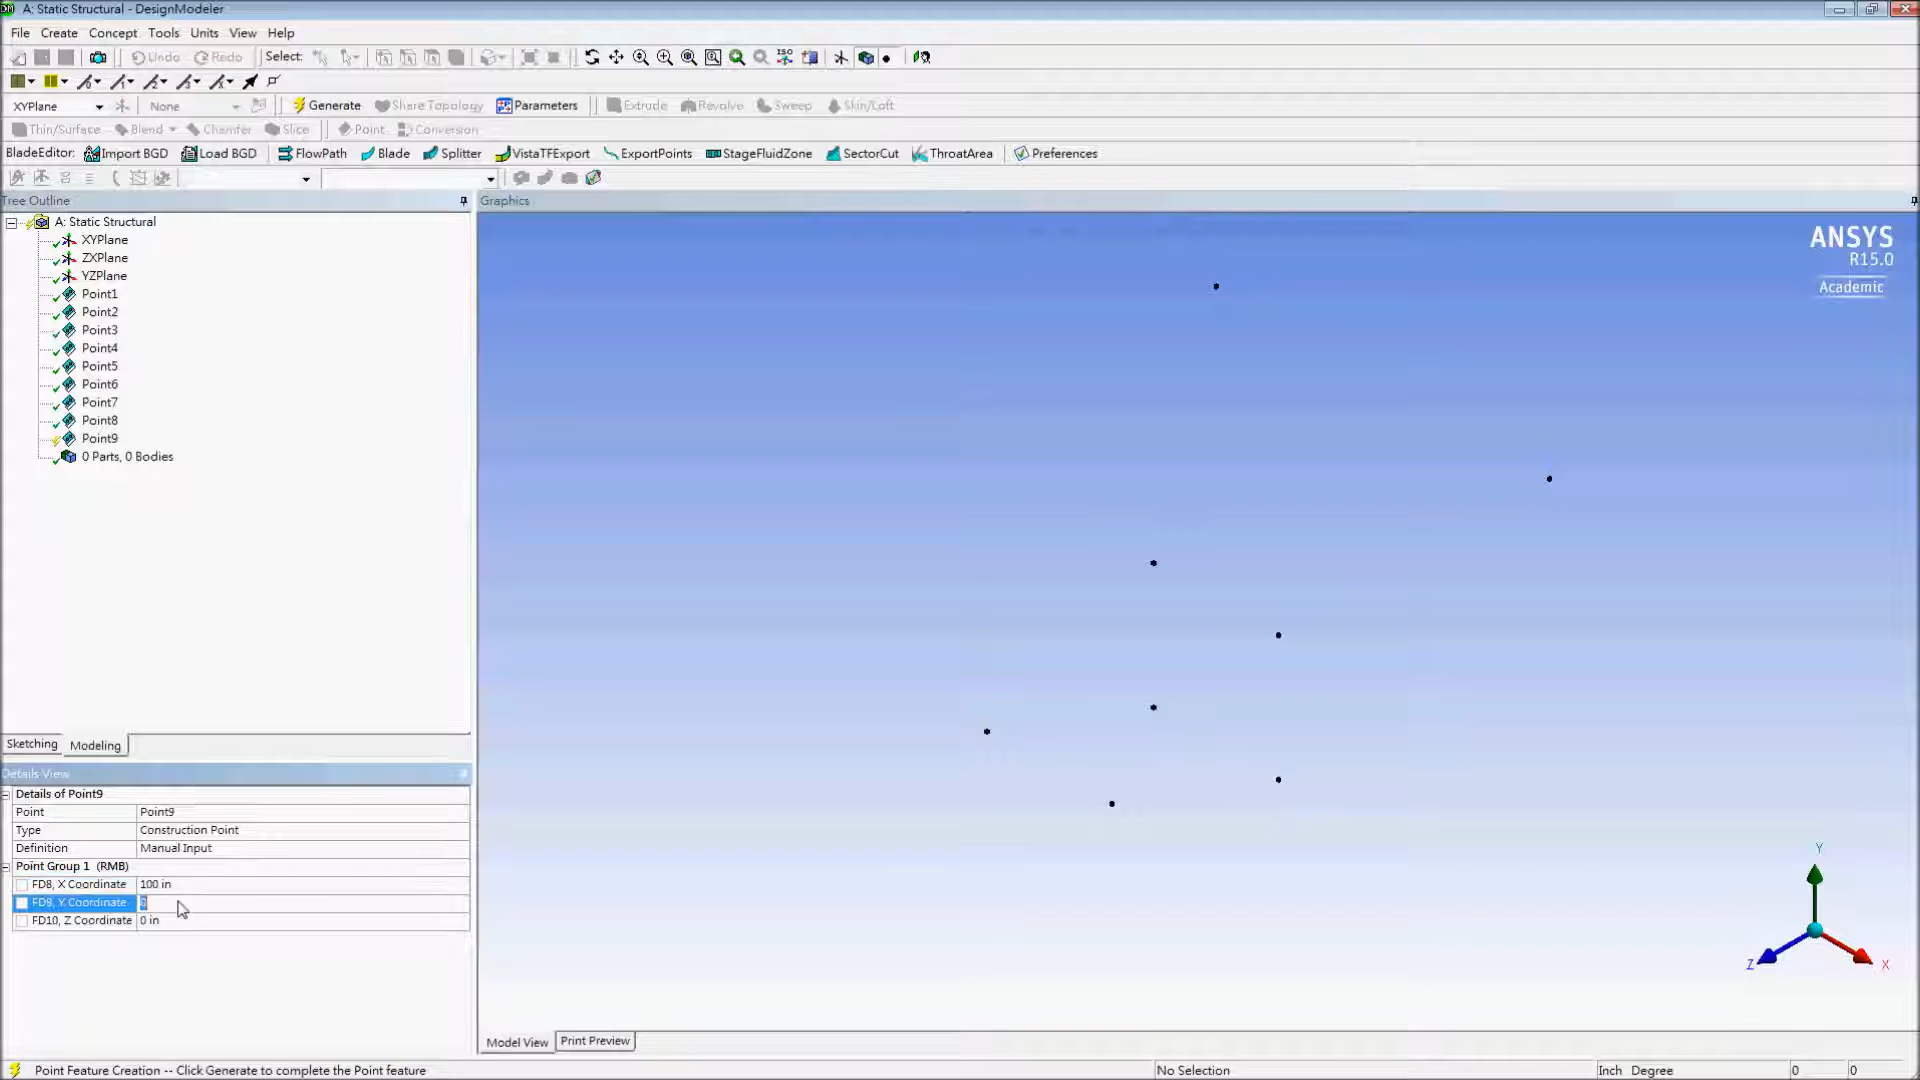 A: Static Structural - DesignModeler
File Create Concept Tools Units View Help
Undo Redo Select: ISO
XYPlane None Generate Share Topology Parameters Extrude Revolve Sweep Skin/Loft
Thin/Surface Blend Chamfer Slice Point Conversion
BladeEditor: Import BGD Load BGD FlowPath Blade Splitter VistaTFExport ExportPoints StageFluidZone SectorCut ThroatArea Preferences
Tree Outline
Graphics
A: Static Structural
XYPlane
ZXPlane
YZPlane
Point1
Point2
Point3
Point4
Point5
Point6
Point7
Point8
Point9
0 Parts, 0 Bodies
ANSYS
R15.0
Academic
Sketching Modeling
Details View
Details of Point9
Point Point9
Type Construction Point
Definition Manual Input
Point Group 1 (RMB)
FD8, X Coordinate 100 in
FD9, Y Coordinate 0
FD10, Z Coordinate 0 in
Y
Z
X
Model View Print Preview
Point Feature Creation -- Click Generate to complete the Point feature
No Selection
Inch Degree 0 0